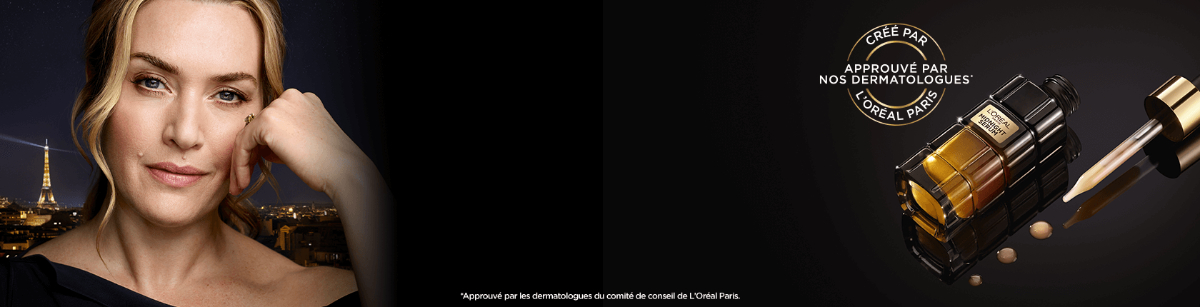 CRÉÉ PAR
APPROUVÉ PAR
NOS DERMATOLOGUES*
L'ORÉAL PARIS
L'ORÉAL
MIDNIGHT
SERUM
*Approuvé par les dermatologues du comité de conseil de L'Oréal Paris.